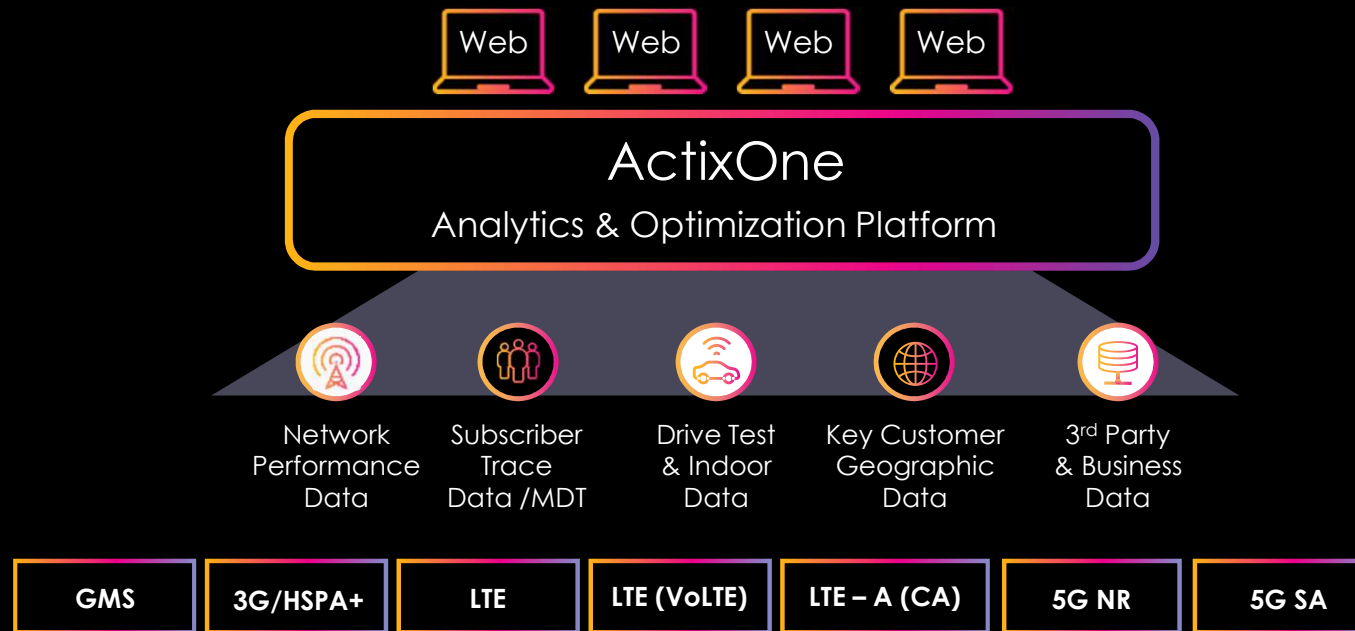 Web Web Web Web
ActixOne
Analytics & Optimization Platform
Network
Performance
Data
Subscriber
Trace
Data /MDT
Drive Test
& Indoor
Data
Key Customer
Geographic
Data
3rd Party
& Business
Data
GMS 3G/HSPA+ LTE LTE (VoLTE) LTE – A (CA) 5G NR 5G SA